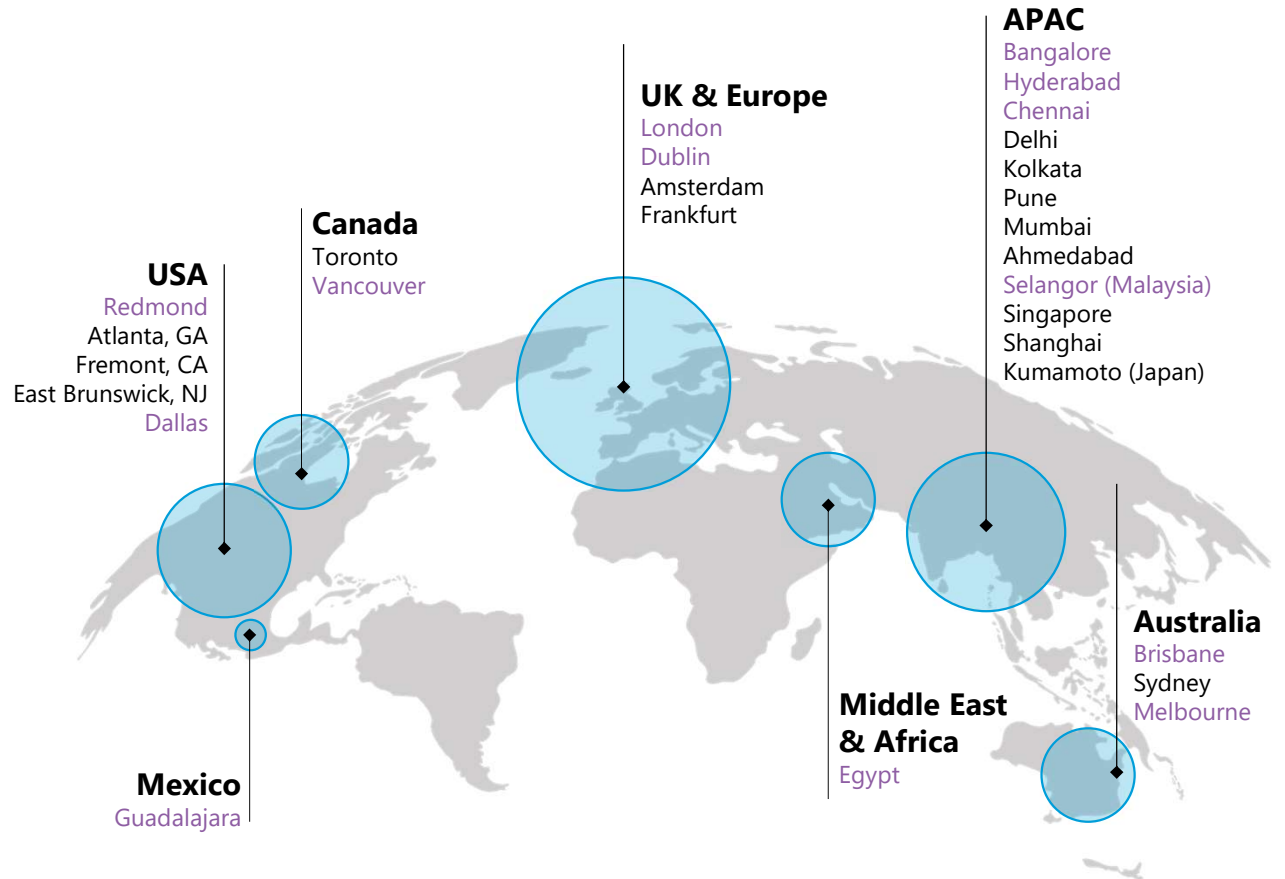 USA
Redmond
Atlanta, GA
Fremont, CA
East Brunswick, NJ
Dallas
Canada
Toronto
Vancouver
UK & Europe
London
Dublin
Amsterdam
Frankfurt
APAC
Bangalore
Hyderabad
Chennai
Delhi
Kolkata
Pune
Mumbai
Ahmedabad
Selangor (Malaysia)
Singapore
Shanghai
Kumamoto (Japan)
Mexico
Guadalajara
Middle East
& Africa
Egypt
Australia
Brisbane
Sydney
Melbourne